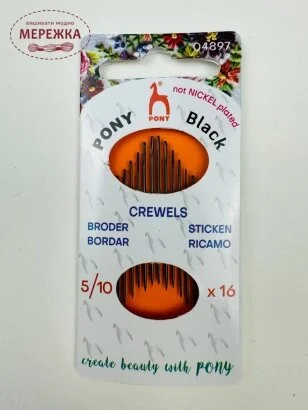 вишивати модно
МЕРЕЖКА
04897
not NICKEL plated
PONY
PONY Black
CREWELS
BRODER STICKEN
BORDAR RICAMO
5/10 x 16
create beauty with PONY